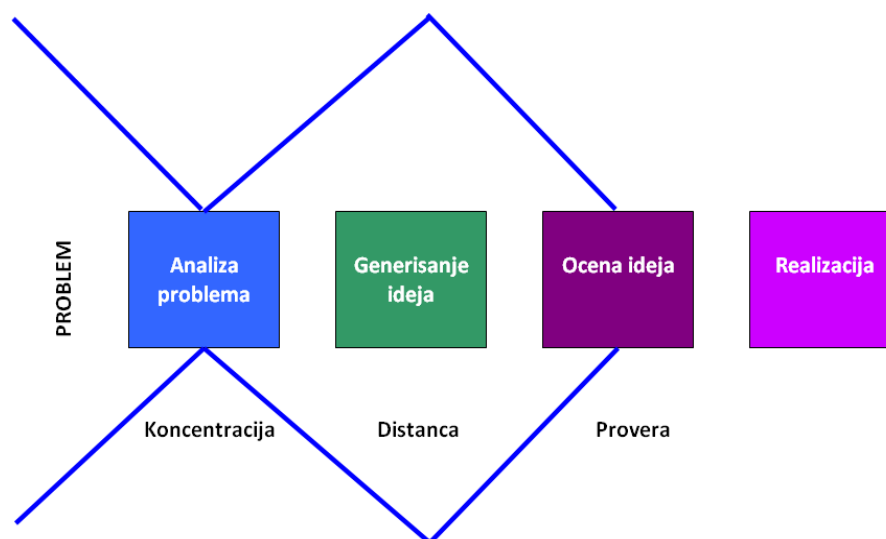 PROBLEM
Analiza
problema
Generisanje
ideja
Ocena ideja
Realizacija
Koncentracija
Distanca
Provera